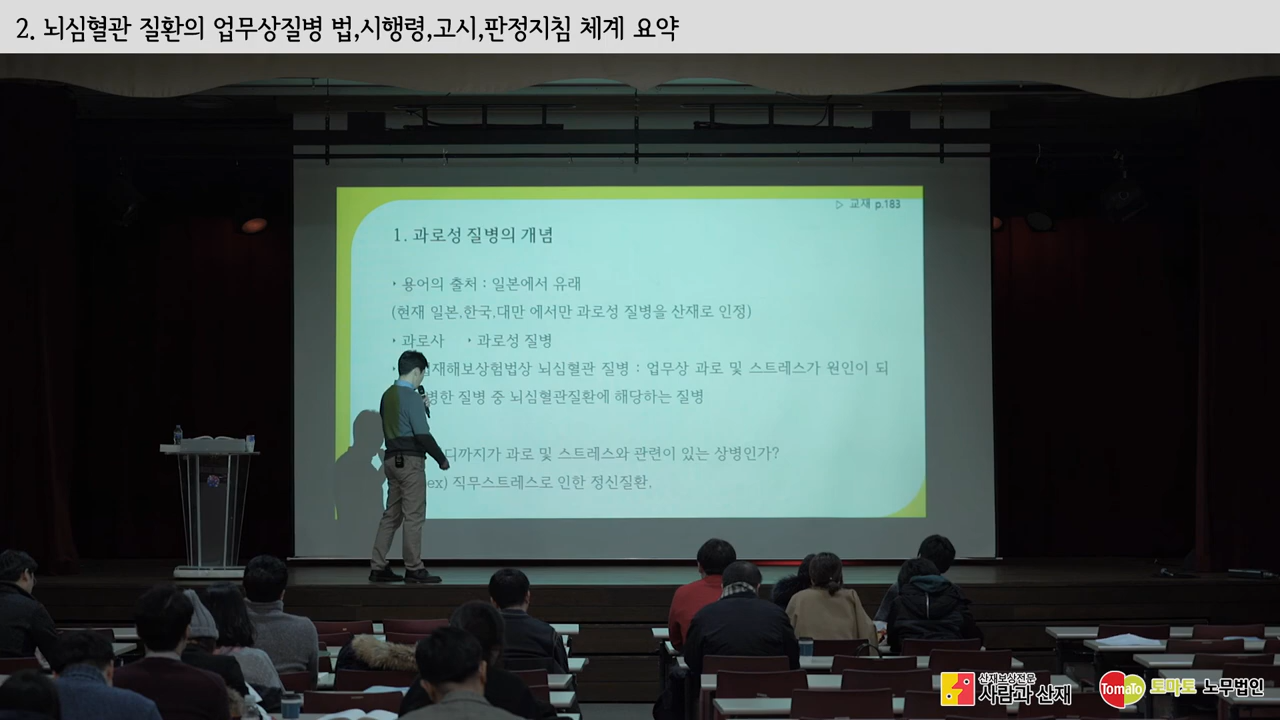 2. 뇌심혈관 질환의 업무상질병 법,시행령,고시,판정지침 체계 요약
▷ 교재 p.183
1. 과로성 질병의 개념
‣ 용어의 출처 : 일본에서 유래
(현재 일본,한국,대만 에서만 과로성 질병을 산재로 인정)
‣ 과로사 ‣ 과로성 질병
재해보상험법상 뇌심혈관 질병 : 업무상 과로 및 스트레스가 원인이 되
병한 질병 중 뇌심혈관질환에 해당하는 질병
디까지가 과로 및 스트레스와 관련이 있는 상병인가?
ex) 직무스트레스로 인한 정신질환.
산재보상전문
사람과 산재
TomaTo
토마토 노무법인